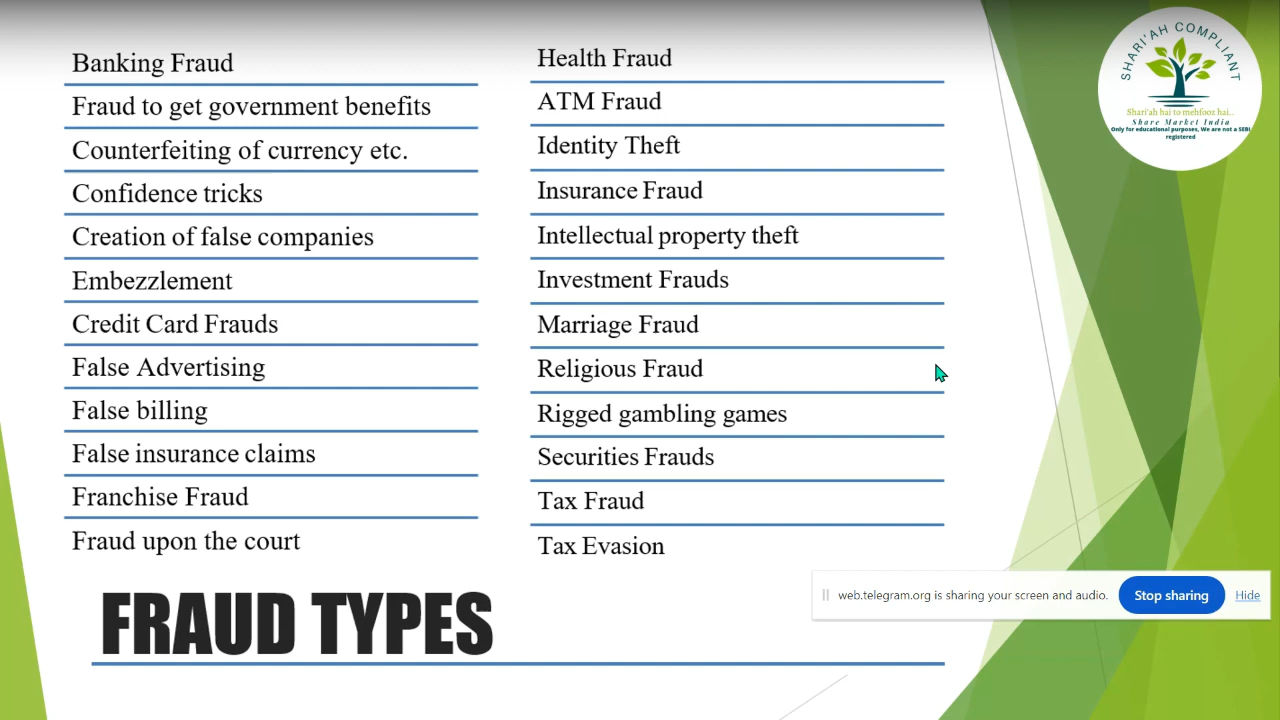 Banking Fraud
Fraud to get government benefits
Counterfeiting of currency etc.
Confidence tricks
Creation of false companies
Embezzlement
Credit Card Frauds
False Advertising
False billing
False insurance claims
Franchise Fraud
Fraud upon the court
Health Fraud
ATM Fraud
Identity Theft
Insurance Fraud
Intellectual property theft
Investment Frauds
Marriage Fraud
Religious Fraud
Rigged gambling games
Securities Frauds
Tax Fraud
Tax Evasion
FRAUD TYPES
SHARI'AH COMPLIANT
Shari'ah hai to mehfooz hai..
Share Market India
Only for educational purposes, We are not a SEBI
registered
web.telegram.org is sharing your screen and audio.
Stop sharing
Hide